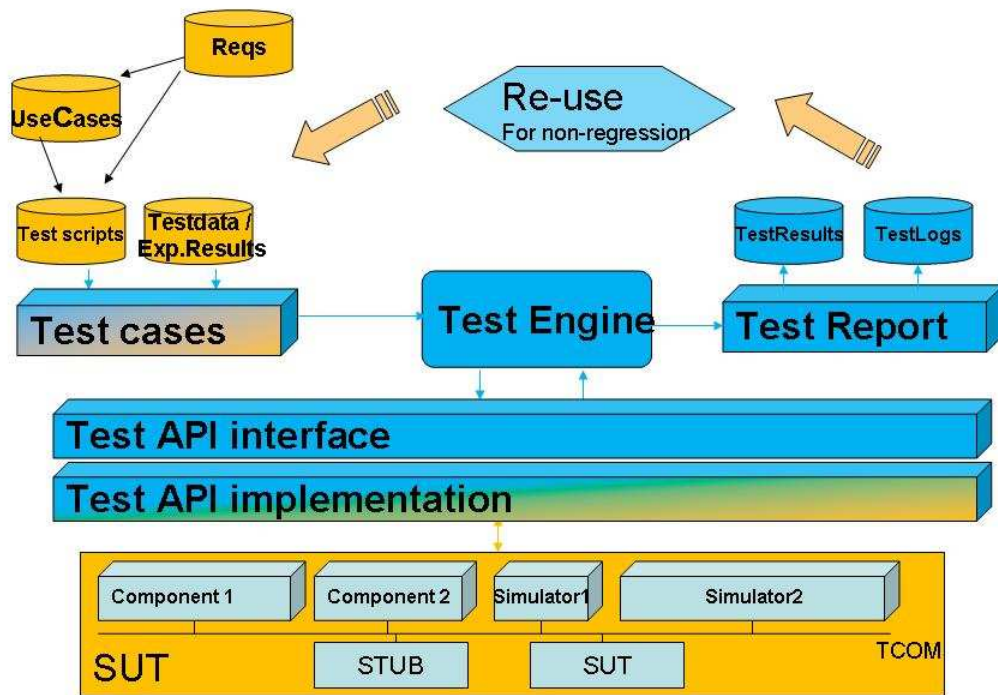 Reqs
UseCases
Re-use
For non-regression
Test scripts
Testdata /
Exp.Results
TestResults
TestLogs
Test cases
Test Engine
Test Report
Test API interface
Test API implementation
Component 1
Component 2
Simulator1
Simulator2
TCOM
SUT
STUB
SUT